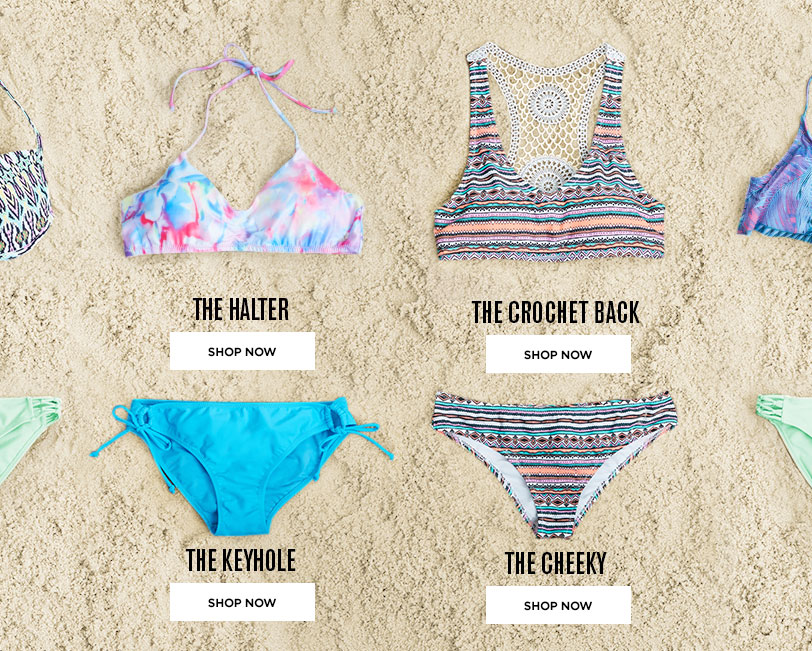 THE HALTER
SHOP NOW
THE CROCHET BACK
SHOP NOW
THE KEYHOLE
SHOP NOW
THE CHEEKY
SHOP NOW